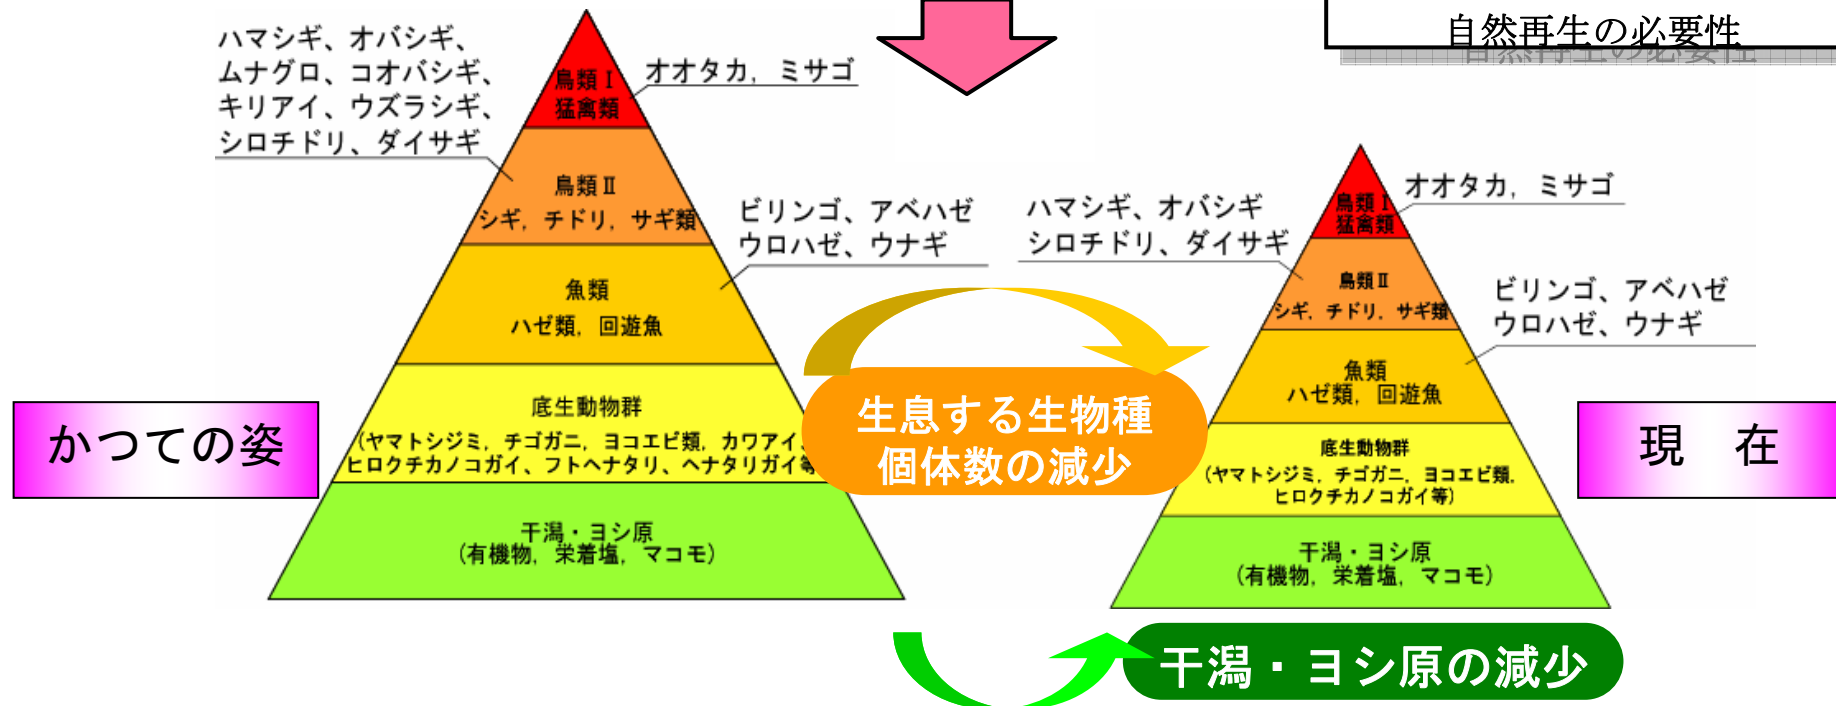 自然再生の必要性
ハマシギ、オバシギ、
ムナグロ、コオバシギ、
キリアイ、ウズラシギ、
シロチドリ、ダイサギ
オオタカ，ミサゴ
鳥類Ⅰ
猛禽類
鳥類Ⅱ
シギ，チドリ，サギ類
ビリンゴ、アベハゼ
ウロハゼ、ウナギ
魚類
ハゼ類，回遊魚
底生動物群
(ヤマトシジミ，チゴガニ，ヨコエビ類，カワアイ、
ヒロクチカノコガイ、フトヘナタリ、ヘナタリガイ等
干潟・ヨシ原
(有機物，栄着塩，マコモ)
かつての姿
生息する生物種
個体数の減少
オオタカ，ミサゴ
鳥類Ⅰ
猛禽類
ハマシギ、オバシギ
シロチドリ、ダイサギ
鳥類Ⅱ
シギ，チドリ，サギ類
ビリンゴ、アベハゼ
ウロハゼ、ウナギ
魚類
ハゼ類，回遊魚
底生動物群
(ヤマトシジミ，チゴガニ，ヨコエビ類，
ヒロクチカノコガイ等)
干潟・ヨシ原
(有機物，栄着塩，マコモ)
現　在
干潟・ヨシ原の減少